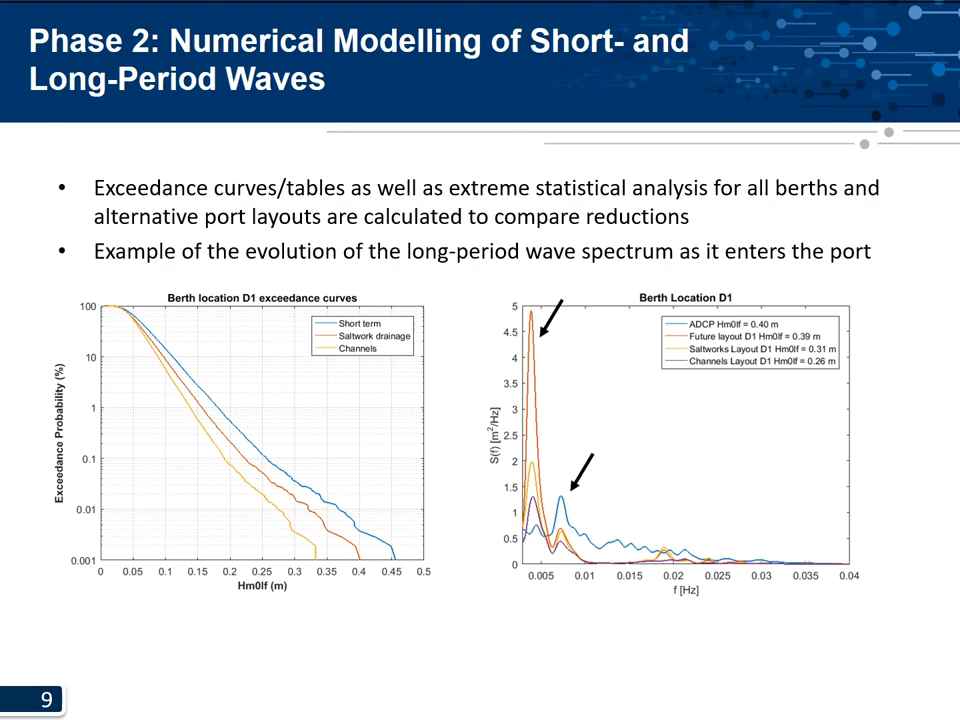 Phase 2: Numerical Modelling of Short- and
Long-Period Waves
• Exceedance curves/tables as well as extreme statistical analysis for all berths and
alternative port layouts are calculated to compare reductions
• Example of the evolution of the long-period wave spectrum as it enters the port
Berth location D1 exceedance curves
Short term
Saltwork drainage
Channels
Exceedance Probability (%)
100
10
1
0.1
0.01
0.001
0 0.05 0.1 0.15 0.2 0.25 0.3 0.35 0.4 0.45 0.5
Hm0lf (m)
Berth Location D1
ADCP Hm0lf = 0.40 m
Future layout D1 Hm0lf = 0.39 m
Saltworks Layout D1 Hm0lf = 0.31 m
Channels Layout D1 Hm0lf = 0.26 m
S(f) [m²/Hz]
5
4.5
4
3.5
3
2.5
2
1.5
1
0.5
0
0.005 0.01 0.015 0.02 0.025 0.03 0.035 0.04
f [Hz]
9